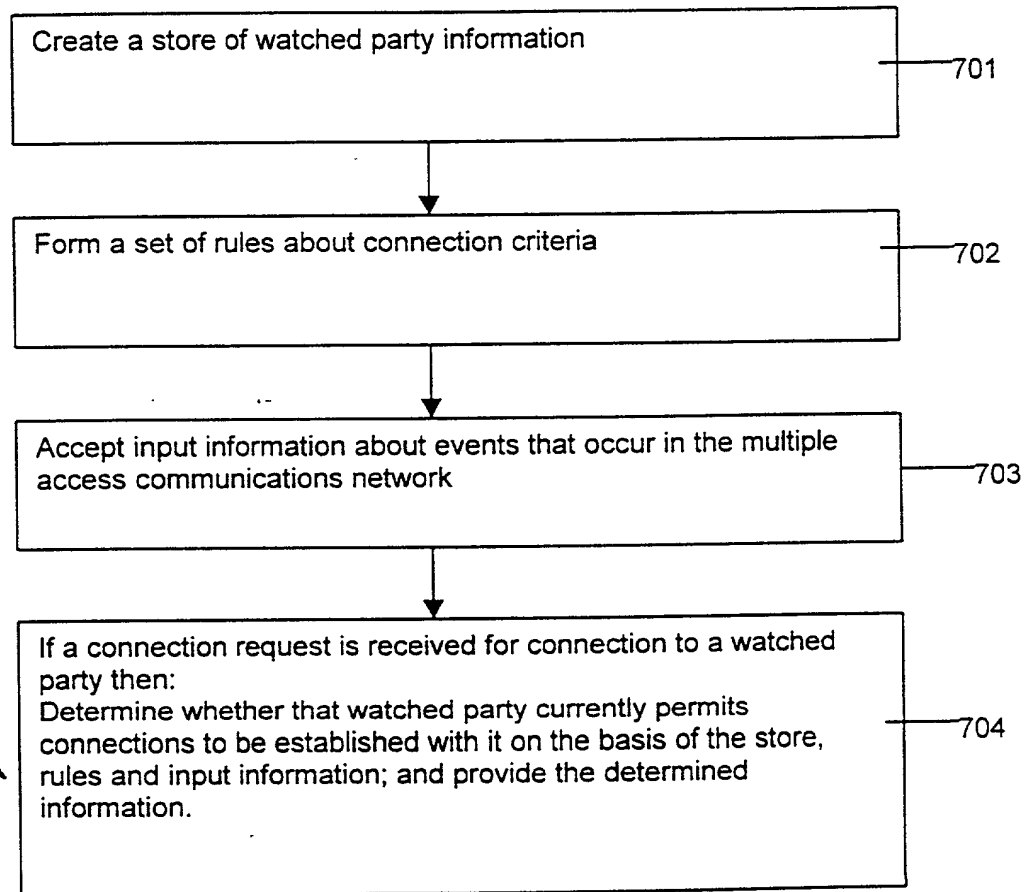 Create a store of watched party information
701
Form a set of rules about connection criteria
702
Accept input information about events that occur in the multiple
access communications network
703
If a connection request is received for connection to a watched
party then:
Determine whether that watched party currently permits
connections to be established with it on the basis of the store,
rules and input information; and provide the determined
information.
704